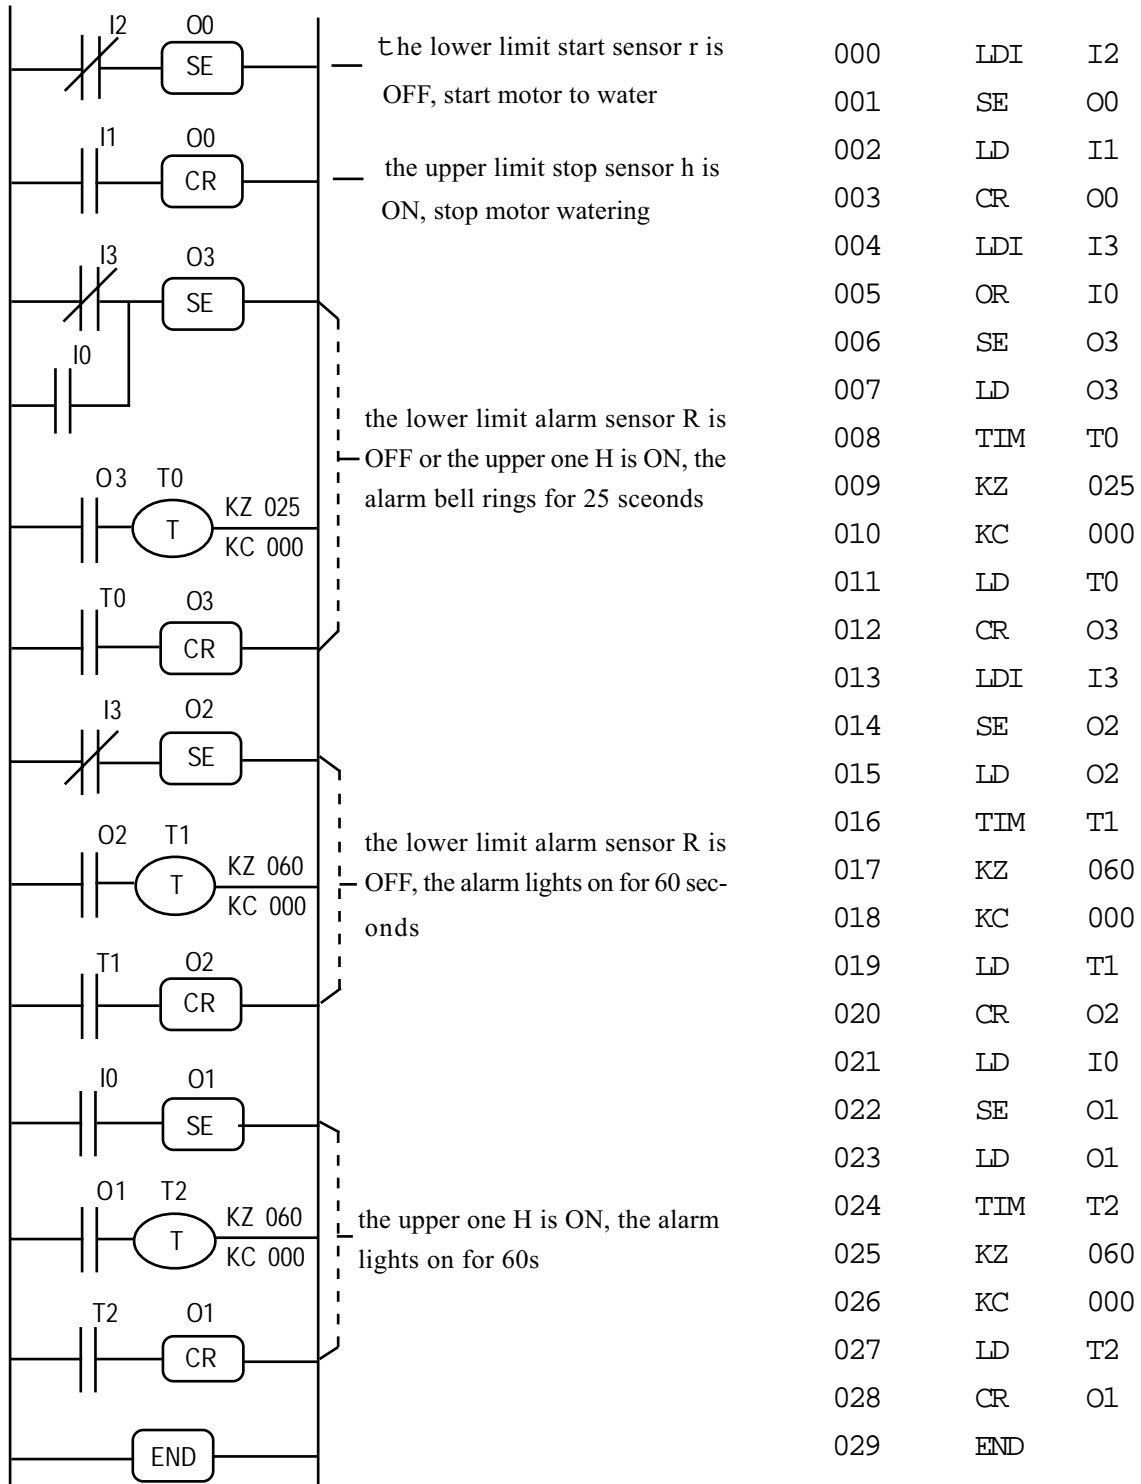 I2 O0
SE
the lower limit start sensor r is
OFF, start motor to water
I1 O0
CR
the upper limit stop sensor h is
ON, stop motor watering
I3 O3
SE
I0
the lower limit alarm sensor R is
OFF or the upper one H is ON, the
alarm bell rings for 25 sceonds
O3 T0
T
KZ 025
KC 000
T0 O3
CR
I3 O2
SE
O2 T1
T
KZ 060
KC 000
the lower limit alarm sensor R is
OFF, the alarm lights on for 60 sec-
onds
T1 O2
CR
I0 O1
SE
O1 T2
T
KZ 060
KC 000
the upper one H is ON, the alarm
lights on for 60s
T2 O1
CR
END
000 LDI I2
001 SE O0
002 LD I1
003 CR O0
004 LDI I3
005 OR I0
006 SE O3
007 LD O3
008 TIM T0
009 KZ 025
010 KC 000
011 LD T0
012 CR O3
013 LDI I3
014 SE O2
015 LD O2
016 TIM T1
017 KZ 060
018 KC 000
019 LD T1
020 CR O2
021 LD I0
022 SE O1
023 LD O1
024 TIM T2
025 KZ 060
026 KC 000
027 LD T2
028 CR O1
029 END